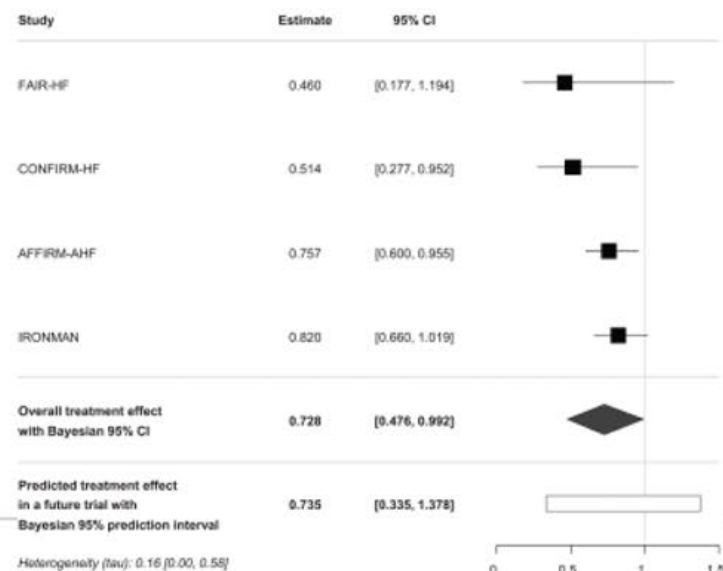 Study Estimate 95% CI
FAIR-HF 0.460 [0.177, 1.194]
CONFIRM-HF 0.514 [0.277, 0.952]
AFFIRM-AHF 0.757 [0.600, 0.955]
IRONMAN 0.820 [0.660, 1.019]
Overall treatment effect
with Bayesian 95% CI 0.728 [0.476, 0.992]
Predicted treatment effect
in a future trial with 0.735 [0.335, 1.378]
Bayesian 95% prediction interval
Heterogeneity (tau): 0.16 [0.00, 0.58]
0 0.5 1 1.5